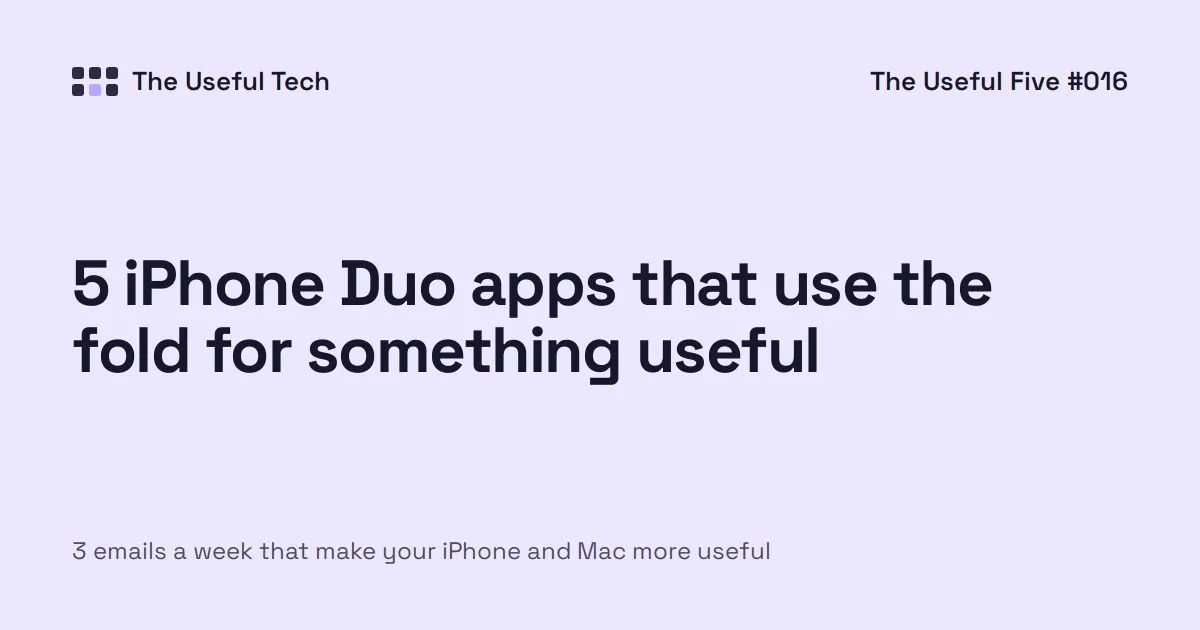 The Useful Tech
The Useful Five #016
5 iPhone Duo apps that use the
fold for something useful
3 emails a week that make your iPhone and Mac more useful